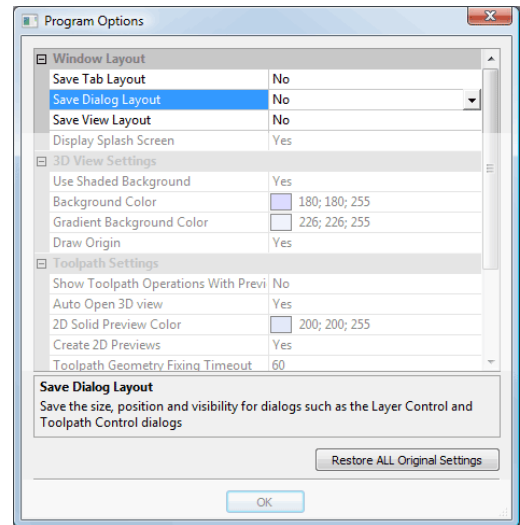 Program Options
Window Layout
Save Tab Layout No
Save Dialog Layout No
Save View Layout No
Display Splash Screen Yes
3D View Settings
Use Shaded Background Yes
Background Color 180; 180; 255
Gradient Background Color 226; 226; 255
Draw Origin Yes
Toolpath Settings
Show Toolpath Operations With Previ No
Auto Open 3D view Yes
2D Solid Preview Color 200; 200; 255
Create 2D Previews Yes
Toolpath Geometry Fixing Timeout 60
Save Dialog Layout
Save the size, position and visibility for dialogs such as the Layer Control and
Toolpath Control dialogs
Restore ALL Original Settings
OK